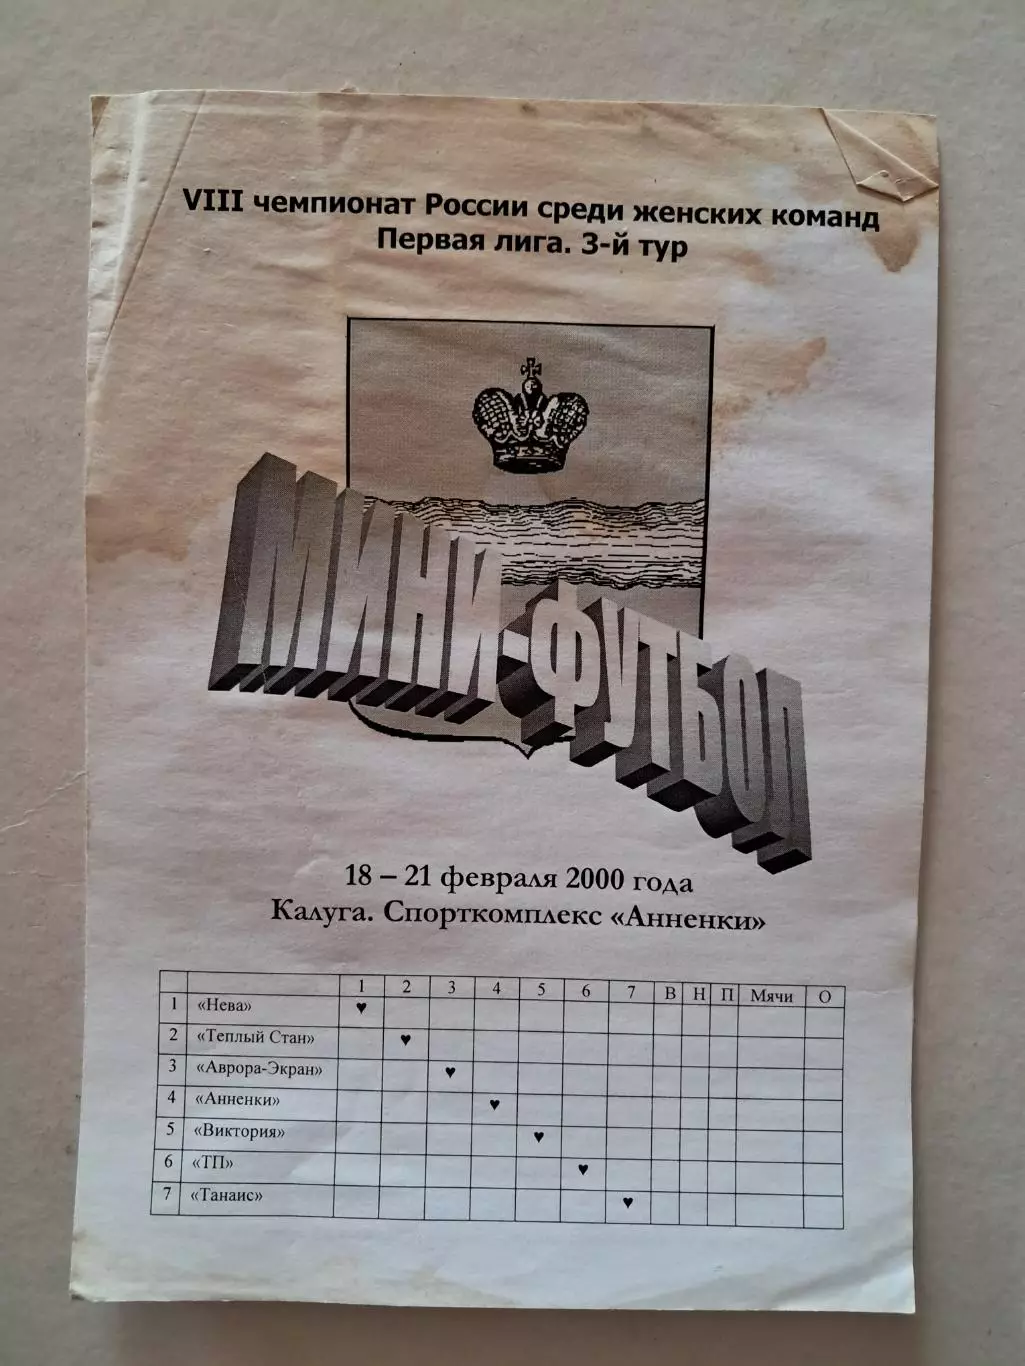 VIII чемпионат России среди женских команд
Первая лига. 3-й тур
МИНИ-ФУТБОЛ
18 – 21 февраля 2000 года
Калуга. Спорткомплекс «Анненки»
1 2 3 4 5 6 7 В Н П Мячи О
1 «Нева» ♥
2 «Теплый Стан» ♥
3 «Аврора-Экран» ♥
4 «Анненки» ♥
5 «Виктория» ♥
6 «ТП» ♥
7 «Танаис» ♥